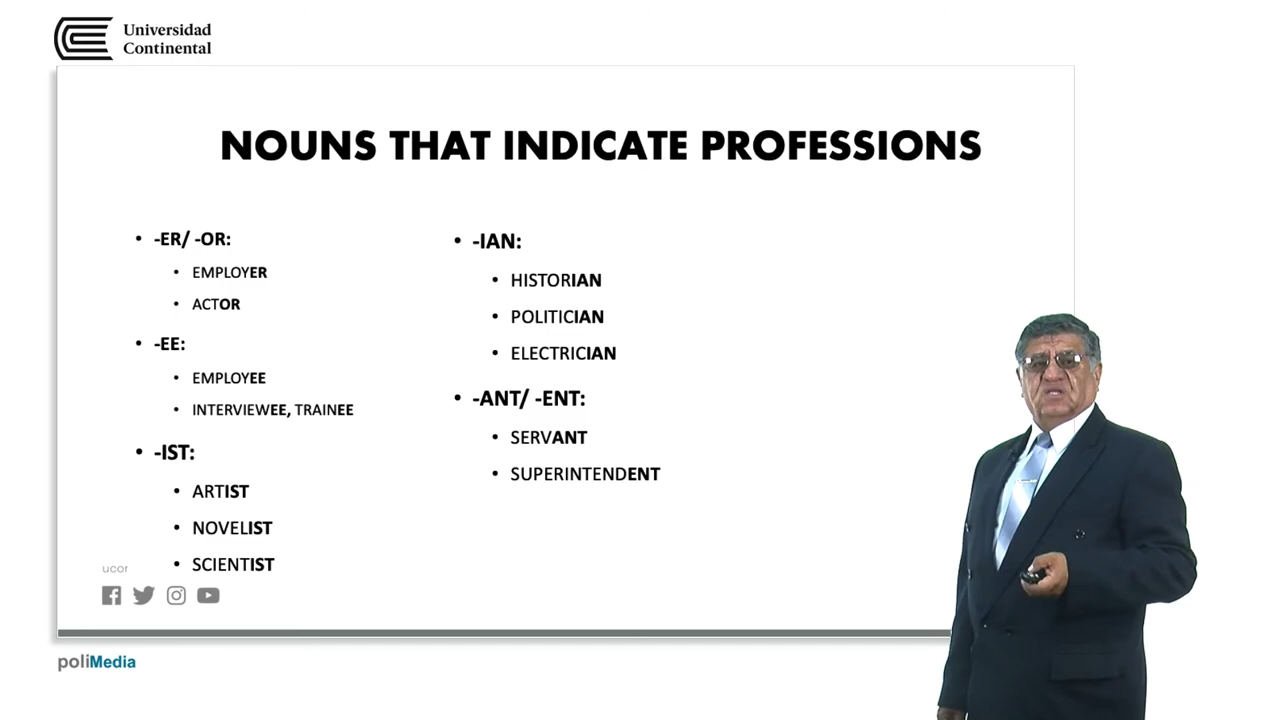 Universidad
Continental
NOUNS THAT INDICATE PROFESSIONS
• -ER/ -OR:
• EMPLOYER
• ACTOR
• -EE:
• EMPLOYEE
• INTERVIEWEE, TRAINEE
• -IST:
• ARTIST
• NOVELIST
• SCIENTIST
• -IAN:
• HISTORIAN
• POLITICIAN
• ELECTRICIAN
• -ANT/ -ENT:
• SERVANT
• SUPERINTENDENT
ucor
poliMedia